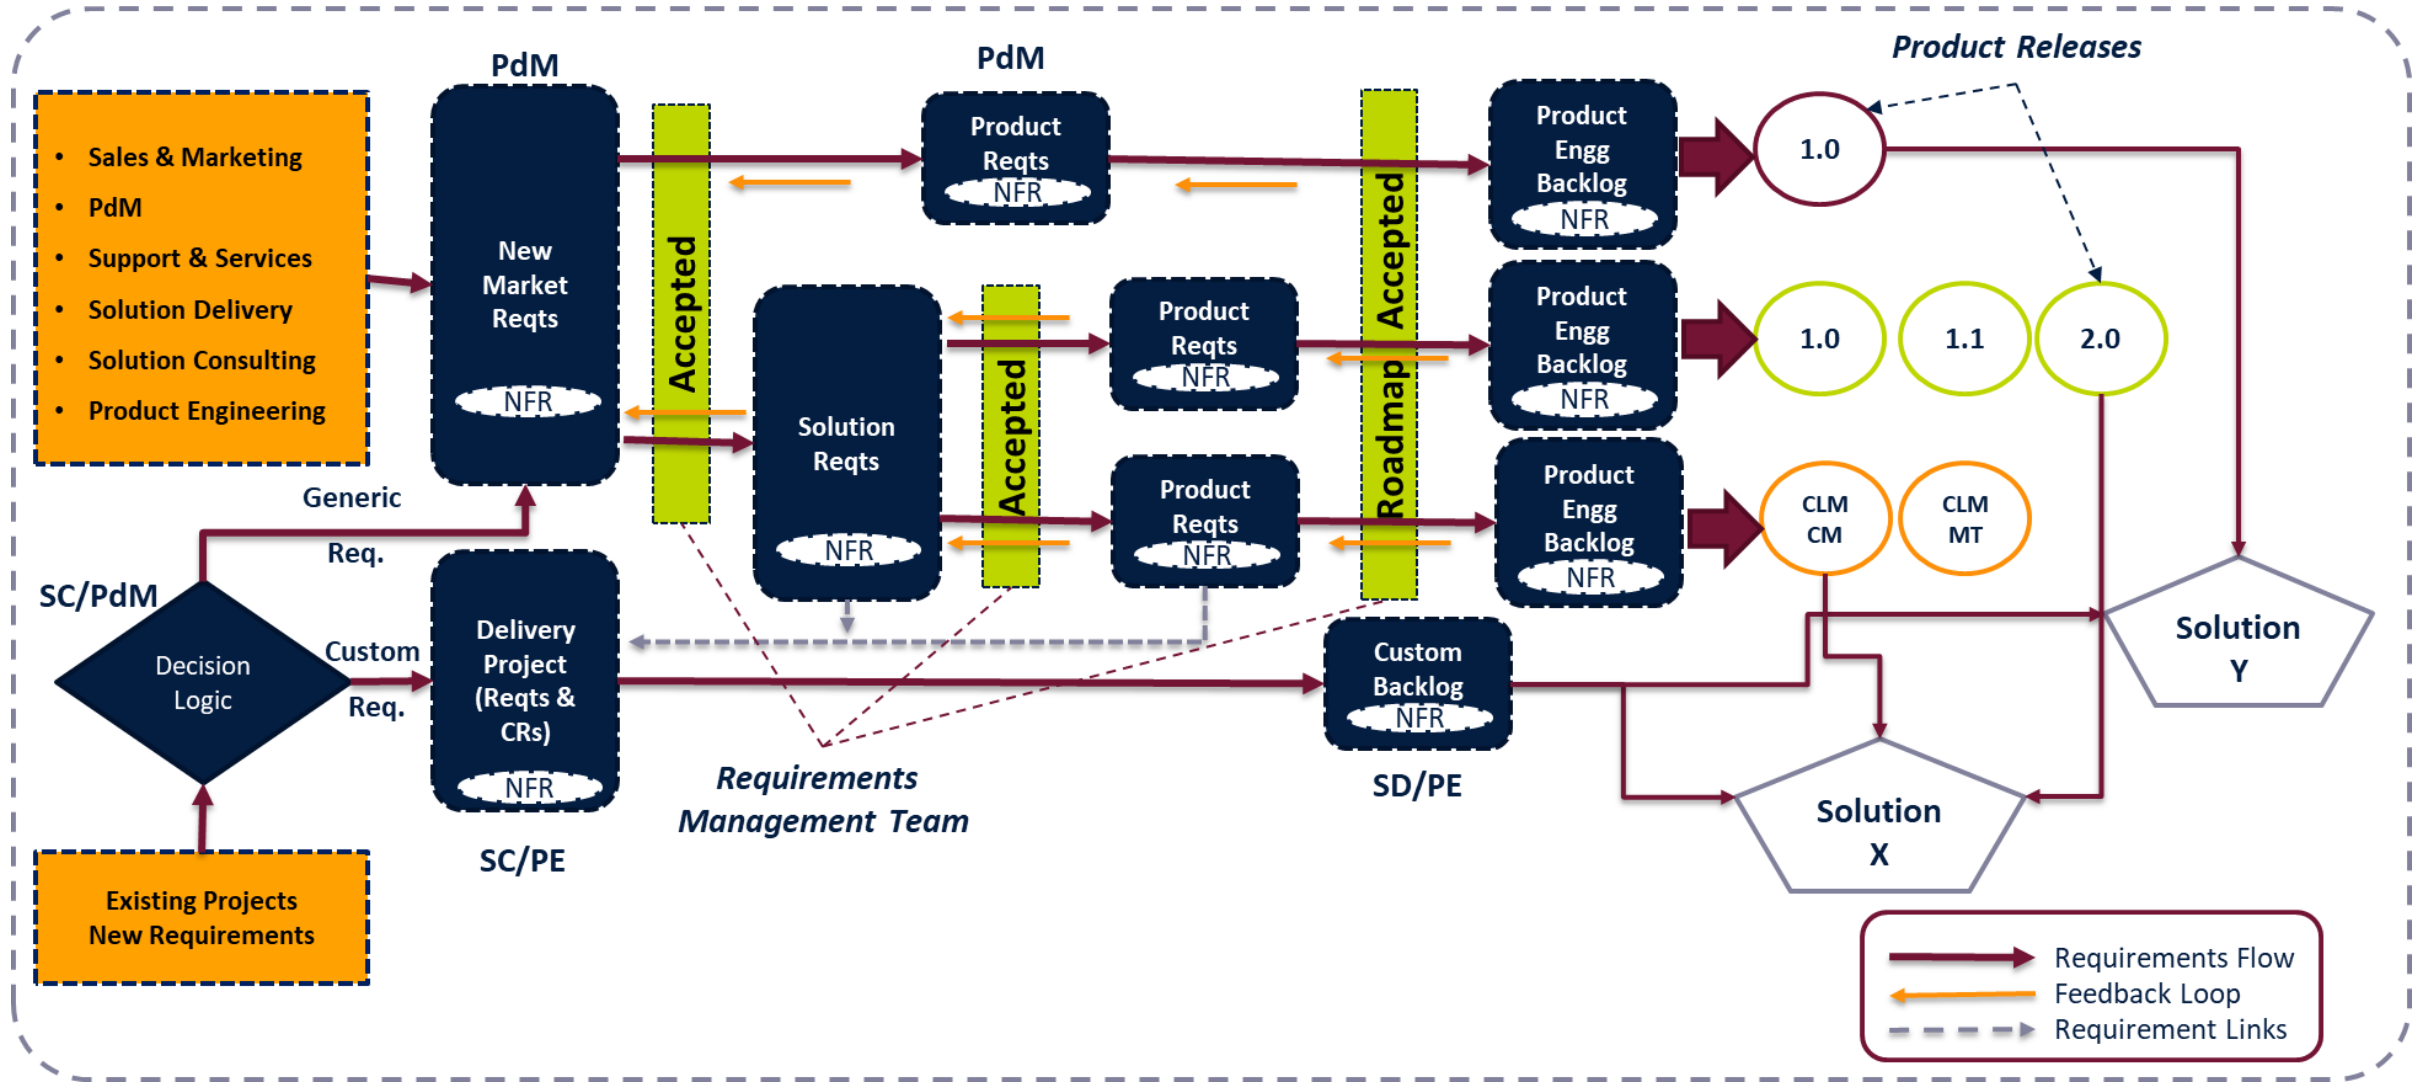 PdM
PdM
Product Releases
• Sales & Marketing
• PdM
• Support & Services
• Solution Delivery
• Solution Consulting
• Product Engineering
New
Market
Reqts
NFR
Accepted
Product
Reqts
NFR
Roadmap Accepted
Product
Engg
Backlog
NFR
1.0
Solution
Reqts
NFR
Accepted
Product
Reqts
NFR
Product
Engg
Backlog
NFR
1.0
1.1
2.0
Product
Reqts
NFR
Product
Engg
Backlog
NFR
CLM
CM
CLM
MT
Generic
Req.
SC/PdM
Decision
Logic
Custom
Req.
Delivery
Project
(Reqts &
CRs)
NFR
SC/PE
Custom
Backlog
NFR
SD/PE
Requirements
Management Team
Solution
Y
Solution
X
Existing Projects
New Requirements
Requirements Flow
Feedback Loop
Requirement Links